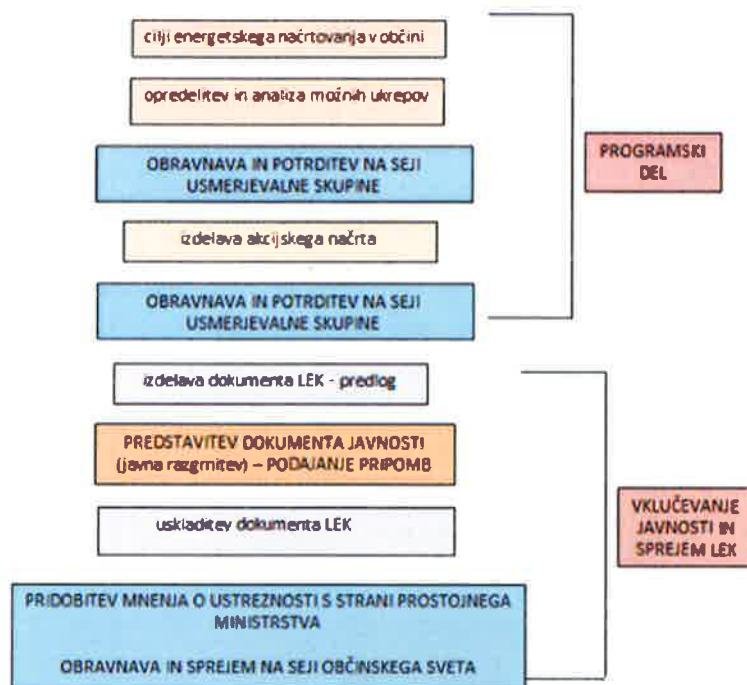 cilji energetskega načrtovanja v občini
opredelitev in analiza možnih ukrepov
OBRAVNAVA IN POTRDITEV NA SEJI
USMERJEVALNE SKUPINE
izdelava akcijskega načrta
OBRAVNAVA IN POTRDITEV NA SEJI
USMERJEVALNE SKUPINE
PROGRAMSKI
DEL
izdelava dokumenta LEK - predlog
PREDSTAVITEV DOKUMENTA JAVNOSTI
(javna razgrnitev) – PODAJANJE PRIPOMB
uskladitev dokumenta LEK
PRIDOBITEV MNENJA O USTREZNOSTI S STRANI PROSTOJNEGA
MINISTRSTVA
OBRAVNAVA IN SPREJEM NA SEJI OBČINSKEGA SVETA
VKLUČEVANJE
JAVNOSTI IN
SPREJEM LEK